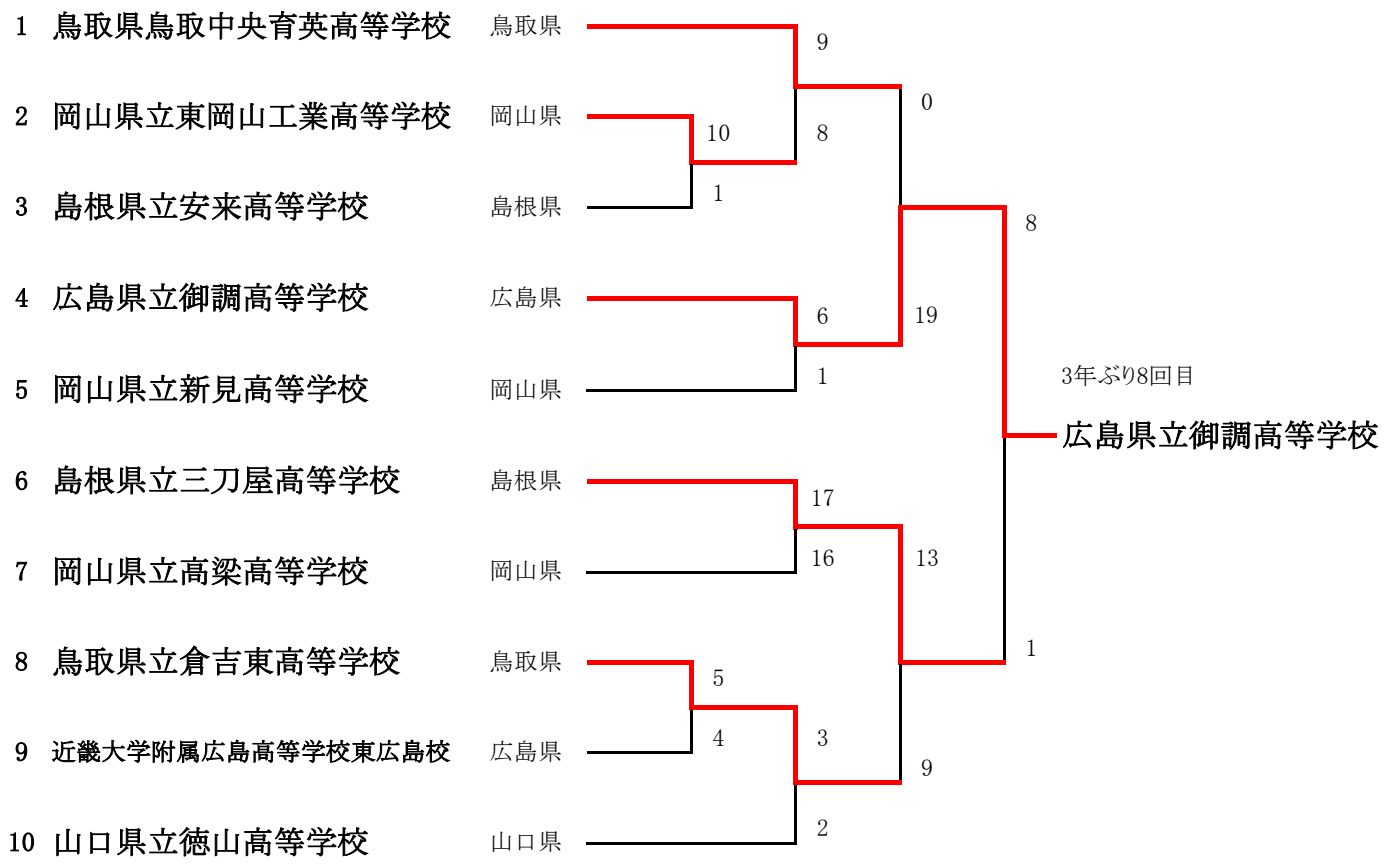 1 鳥取県鳥取中央育英高等学校 鳥取県
9
0
2 岡山県立東岡山工業高等学校 岡山県
10
8
1
3 島根県立安来高等学校 島根県
8
4 広島県立御調高等学校 広島県
6
19
1
5 岡山県立新見高等学校 岡山県
3年ぶり8回目
広島県立御調高等学校
6 島根県立三刀屋高等学校 島根県
17
16
13
7 岡山県立高梁高等学校 岡山県
1
8 鳥取県立倉吉東高等学校 鳥取県
5
4
3
9 近畿大学附属広島高等学校東広島校 広島県
9
2
10 山口県立徳山高等学校 山口県